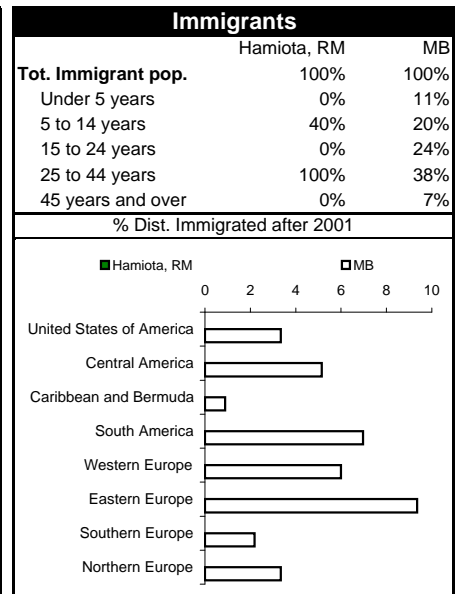 Immigrants
Hamiota, RM MB
Tot. Immigrant pop. 100% 100%
Under 5 years 0% 11%
5 to 14 years 40% 20%
15 to 24 years 0% 24%
25 to 44 years 100% 38%
45 years and over 0% 7%
% Dist. Immigrated after 2001
Hamiota, RM MB
0 2 4 6 8 10
United States of America
Central America
Caribbean and Bermuda
South America
Western Europe
Eastern Europe
Southern Europe
Northern Europe